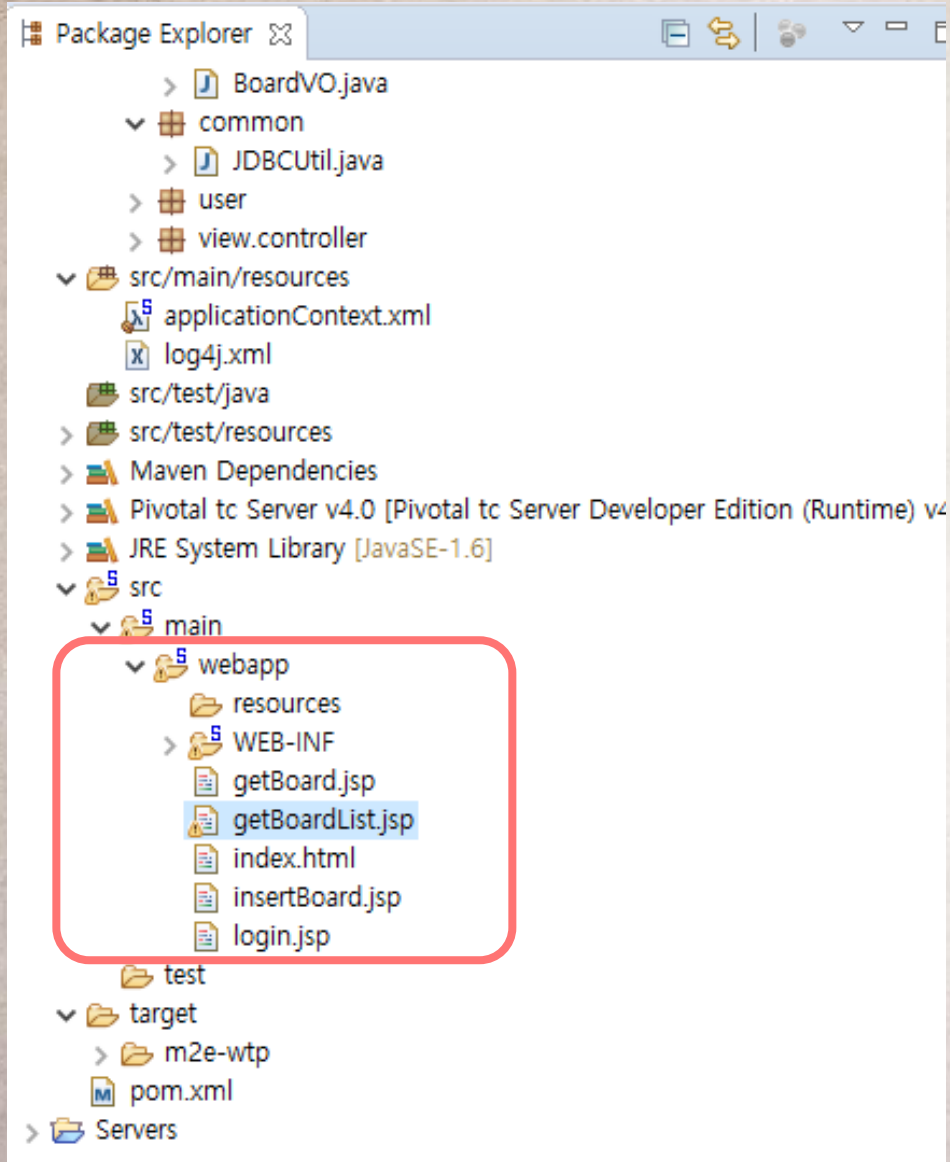 Package Explorer
BoardVO.java
common
JDBCUtil.java
user
view.controller
src/main/resources
applicationContext.xml
log4j.xml
src/test/java
src/test/resources
Maven Dependencies
Pivotal tc Server v4.0 [Pivotal tc Server Developer Edition (Runtime) v4
JRE System Library [JavaSE-1.6]
src
main
webapp
resources
WEB-INF
getBoard.jsp
getBoardList.jsp
index.html
insertBoard.jsp
login.jsp
test
target
m2e-wtp
pom.xml
Servers